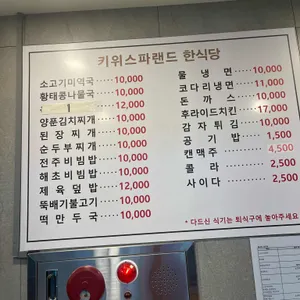 키위스파랜드 한식당
소고기미역국 ····· 10,000
황태콩나물국 ····· 10,000
····· 12,000
양푼김치찌개 ····· 10,000
된장찌개 ····· 10,000
순두부찌개 ····· 10,000
전주비빔밥 ····· 10,000
해초비빔밥 ····· 10,000
제육덮밥 ····· 12,000
뚝배기불고기 ····· 10,000
떡만두국 ····· 10,000
물냉면 ····· 10,000
코다리냉면 ····· 11,000
돈까스 ····· 10,000
후라이드치킨 ····· 17,000
감자튀김 ····· 10,000
공기밥 ····· 1,500
캔맥주 ····· 4,500
콜라 ····· 2,500
사이다 ····· 2,500
* 다드신 식기는 퇴식구에 놓아주세요